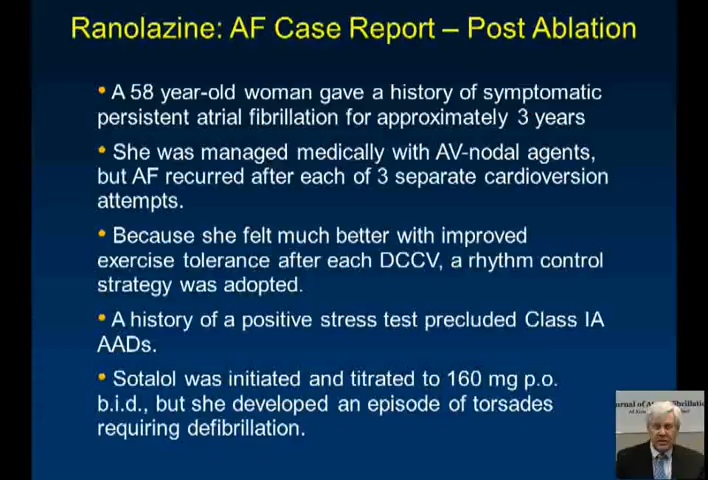 Ranolazine: AF Case Report – Post Ablation
• A 58 year-old woman gave a history of symptomatic
persistent atrial fibrillation for approximately 3 years
• She was managed medically with AV-nodal agents,
but AF recurred after each of 3 separate cardioversion
attempts.
• Because she felt much better with improved
exercise tolerance after each DCCV, a rhythm control
strategy was adopted.
• A history of a positive stress test precluded Class IA
AADs.
• Sotalol was initiated and titrated to 160 mg p.o.
b.i.d., but she developed an episode of torsades
requiring defibrillation.